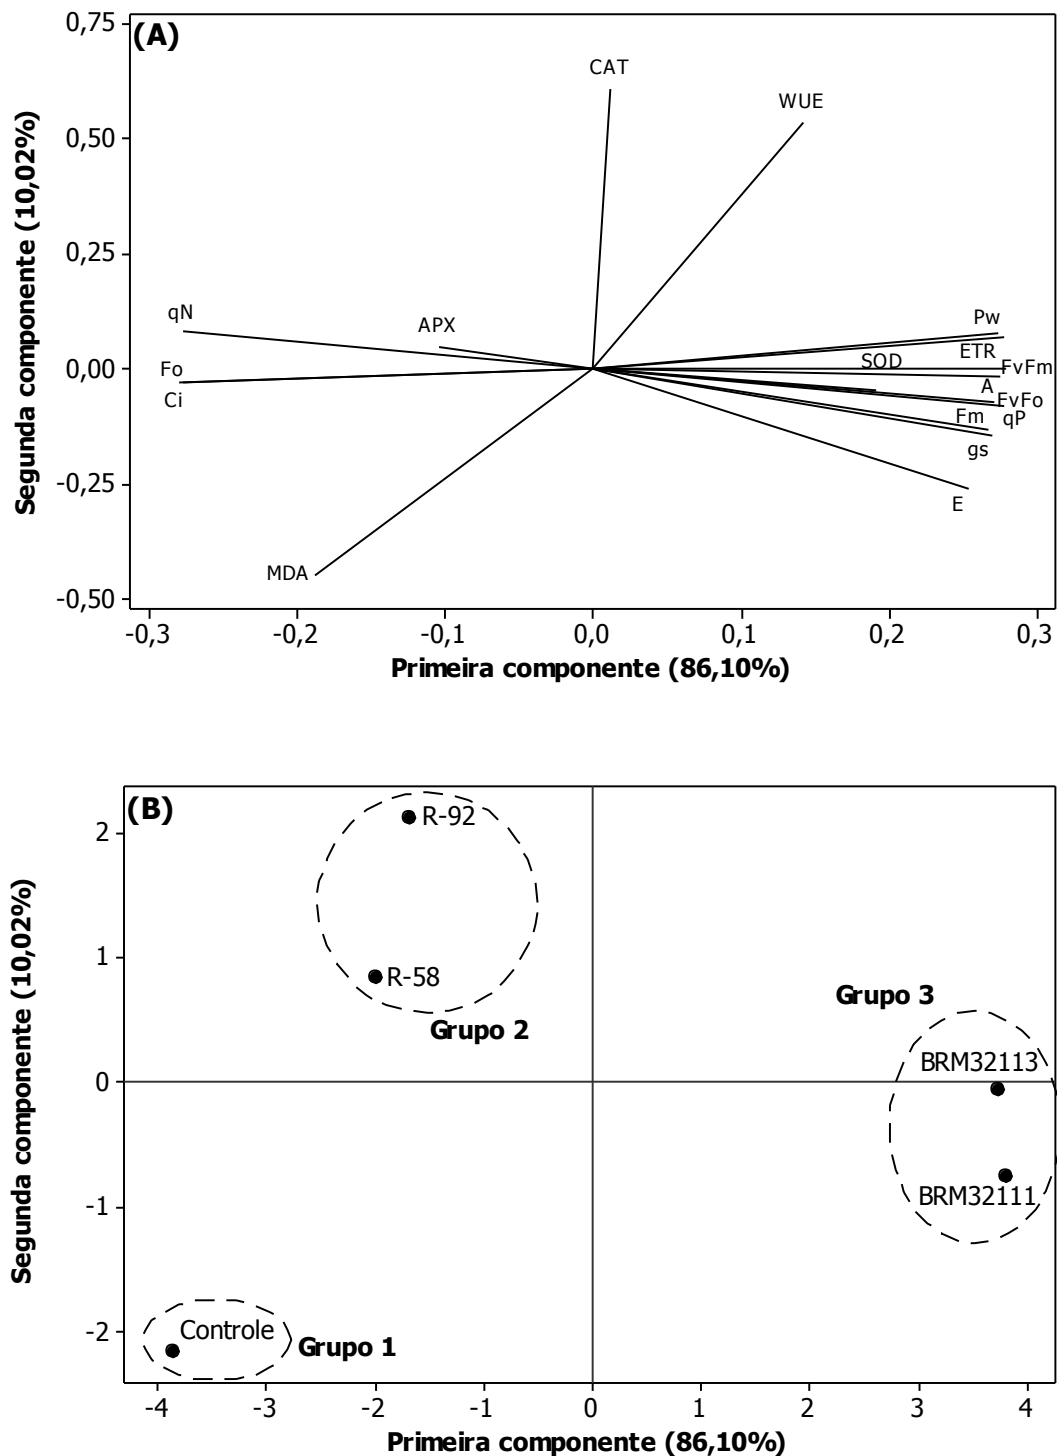 (A)
0,75
0,50
0,25
0,00
-0,25
-0,50
Segunda componente (10,02%)
CAT
WUE
qN
APX
Fo
Ci
MDA
Pw
ETR
SOD
FvFm
A
FvFo
Fm
qP
gs
E
-0,3
-0,2
-0,1
0,0
0,1
0,2
0,3
Primeira componente (86,10%)
(B)
2
1
0
-1
-2
Segunda componente (10,02%)
R-92
R-58
Grupo 2
Grupo 3
BRM32113
BRM32111
Controle
Grupo 1
-4
-3
-2
-1
0
1
2
3
4
Primeira componente (86,10%)